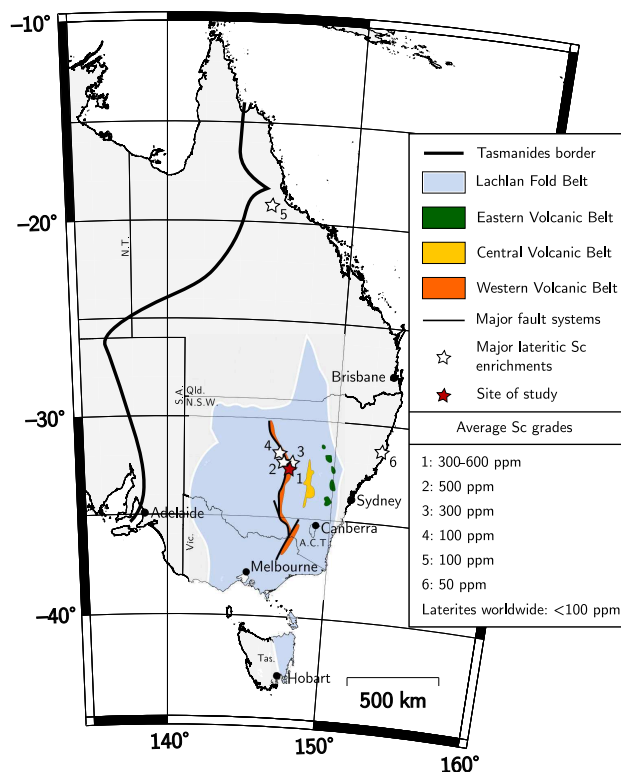 −10°
−15°
−20°
−30°
−40°
140°
150°
160°
N.T.
S.A.
Qld.
N.S.W.
Vic.
A.C.T.
Tas.
Brisbane
Sydney
Canberra
Adelaide
Melbourne
Hobart
5
4
3
2
1
6
500 km
Tasmanides border
Lachlan Fold Belt
Eastern Volcanic Belt
Central Volcanic Belt
Western Volcanic Belt
Major fault systems
Major lateritic Sc
enrichments
Site of study
Average Sc grades
1: 300–600 ppm
2: 500 ppm
3: 300 ppm
4: 100 ppm
5: 100 ppm
6: 50 ppm
Laterites worldwide: <100 ppm